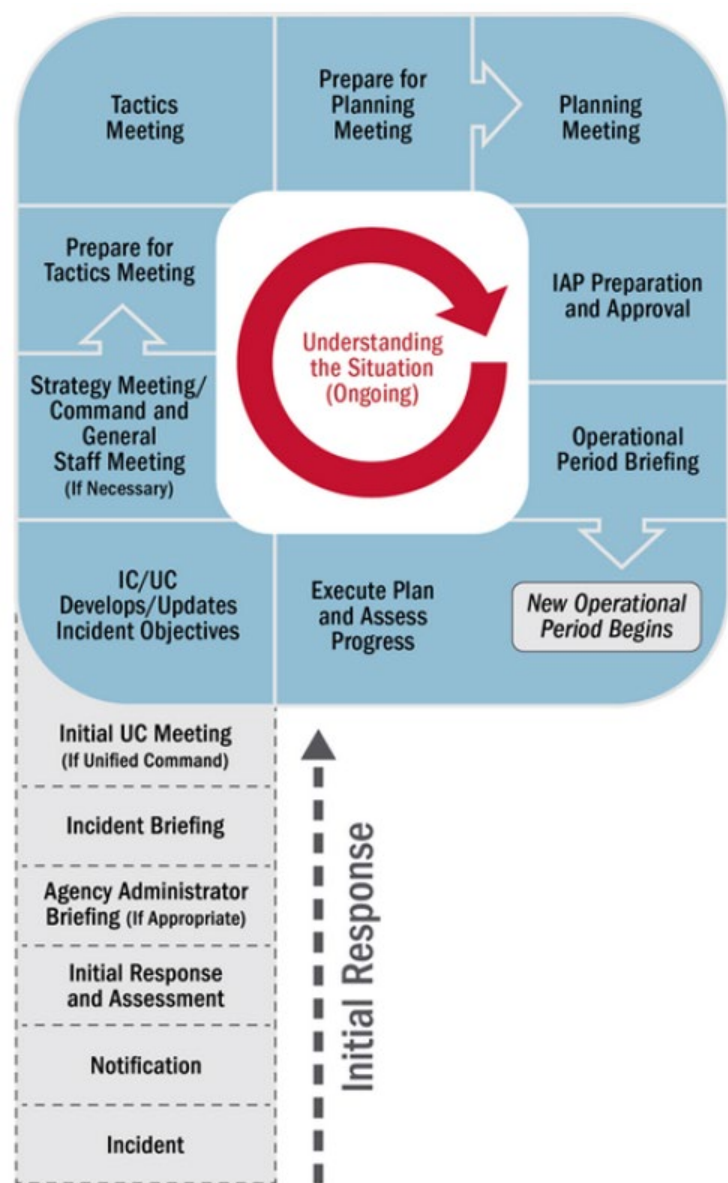 Tactics
Meeting
Prepare for
Planning
Meeting
Planning
Meeting
Prepare for
Tactics Meeting
IAP Preparation
and Approval
Understanding
the Situation
(Ongoing)
Strategy Meeting/
Command and
General
Staff Meeting
(If Necessary)
Operational
Period Briefing
IC/UC
Develops/Updates
Incident Objectives
Execute Plan
and Assess
Progress
New Operational
Period Begins
Initial UC Meeting
(If Unified Command)
Incident Briefing
Agency Administrator
Briefing (If Appropriate)
Initial Response
and Assessment
Notification
Incident
Initial Response